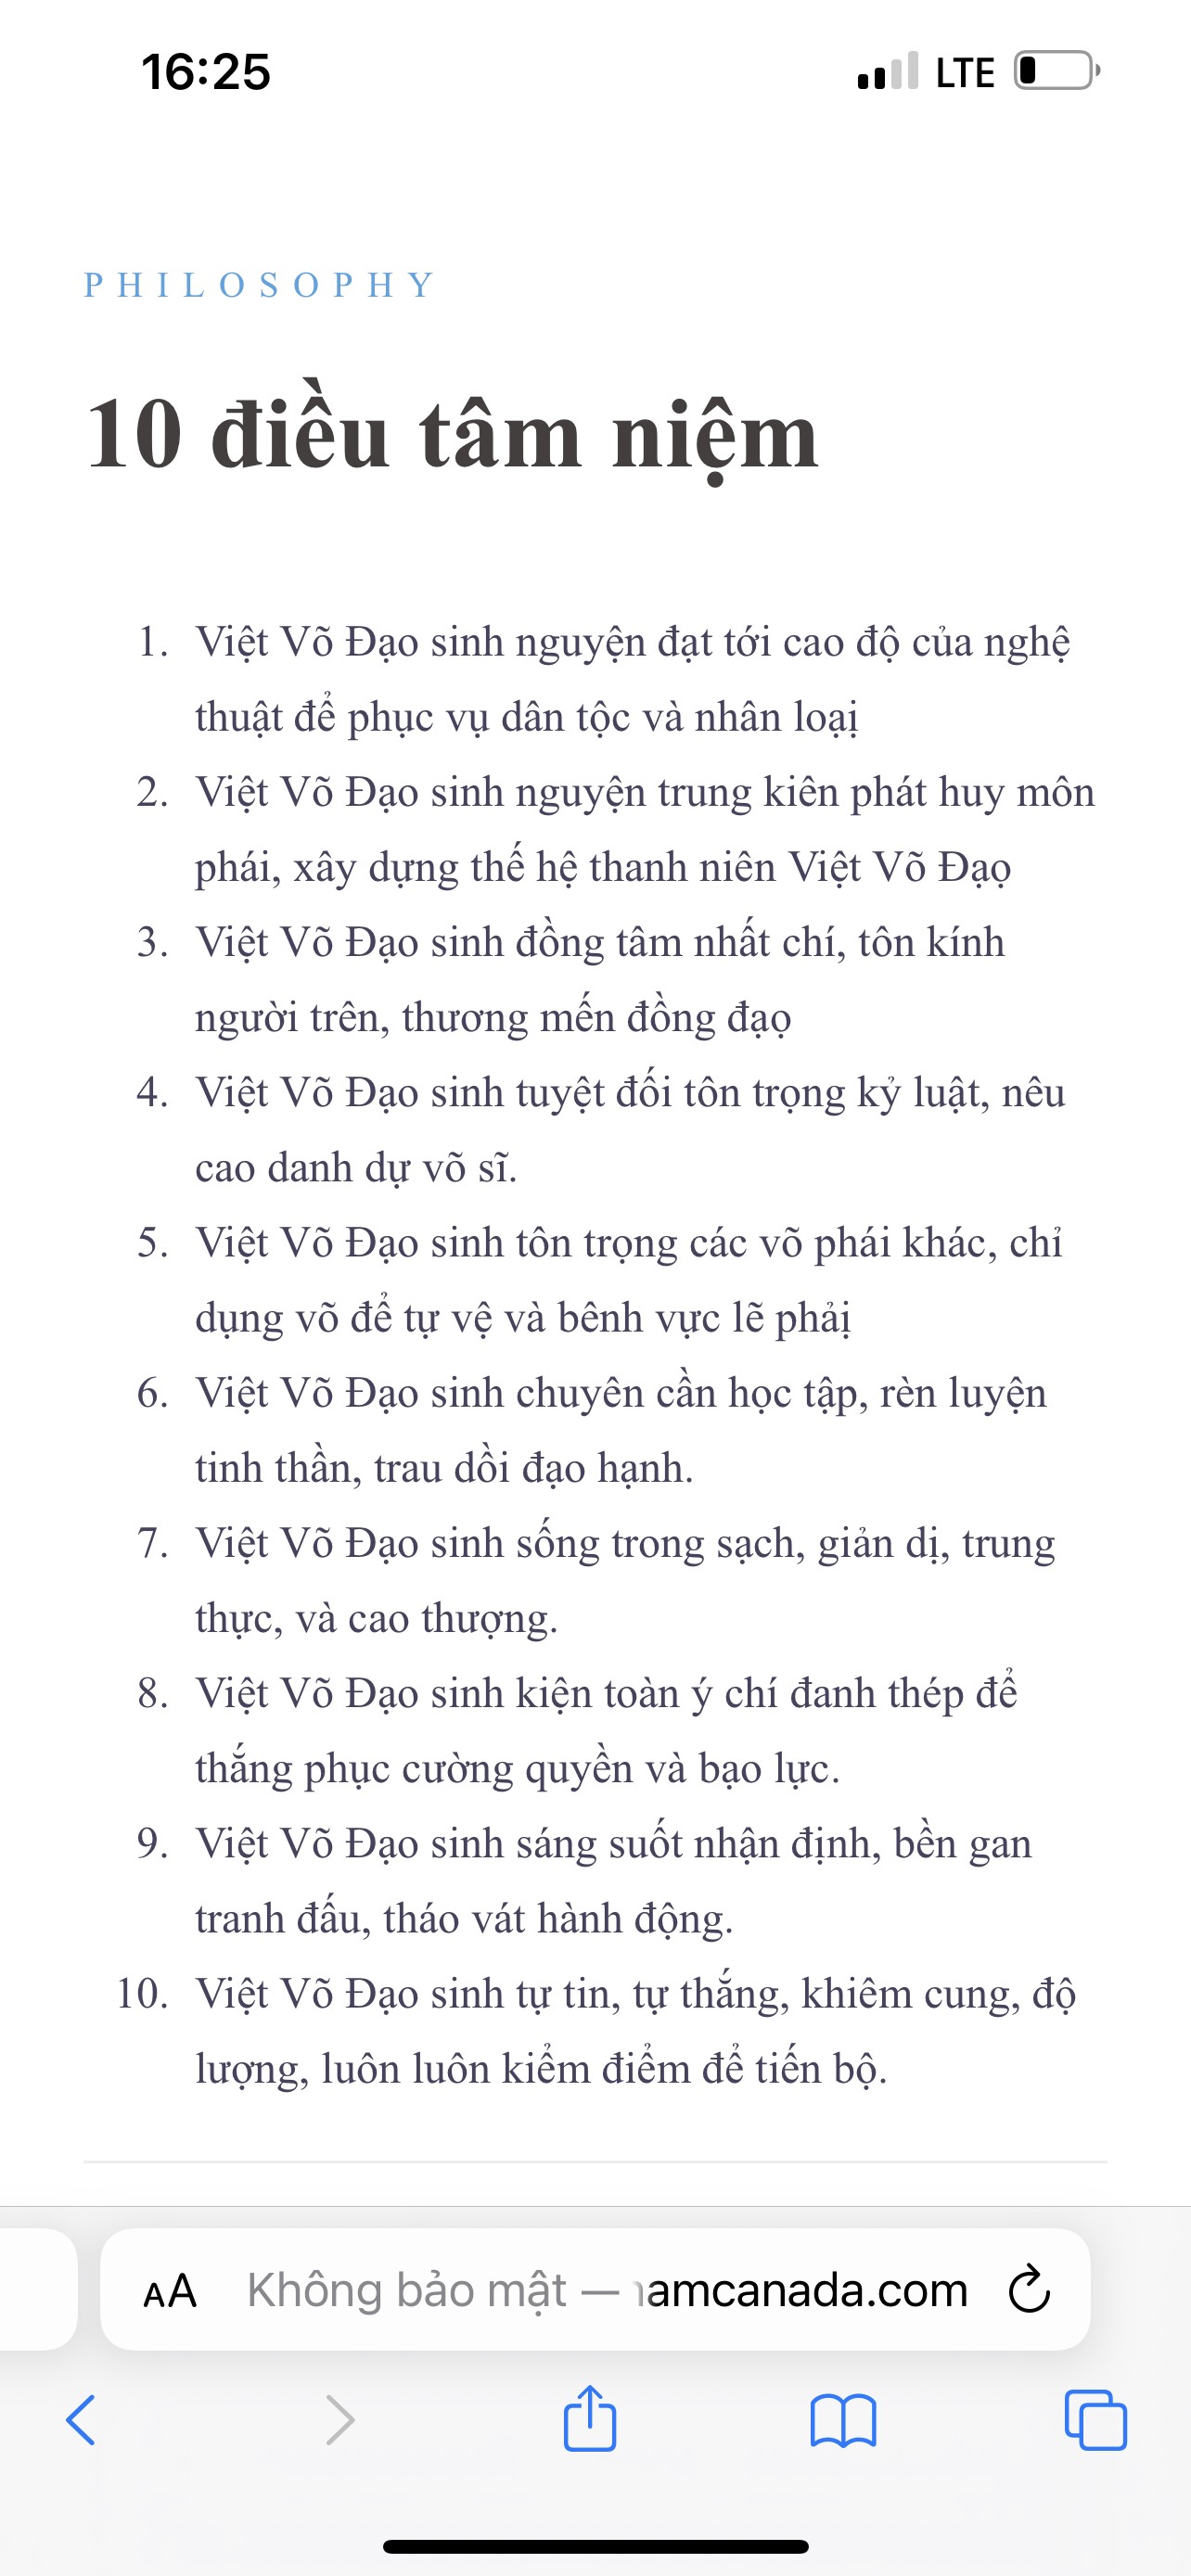 16:25
LTE
PHILOSOPHY
10 điều tâm niệm
1. Việt Võ Đạo sinh nguyện đạt tới cao độ của nghệ
thuật để phục vụ dân tộc và nhân loạị
2. Việt Võ Đạo sinh nguyện trung kiên phát huy môn
phái, xây dựng thế hệ thanh niên Việt Võ Đạọ
3. Việt Võ Đạo sinh đồng tâm nhất chí, tôn kính
người trên, thương mến đồng đạọ
4. Việt Võ Đạo sinh tuyệt đối tôn trọng kỷ luật, nêu
cao danh dự võ sĩ.
5. Việt Võ Đạo sinh tôn trọng các võ phái khác, chỉ
dụng võ để tự vệ và bênh vực lẽ phảị
6. Việt Võ Đạo sinh chuyên cần học tập, rèn luyện
tinh thần, trau dồi đạo hạnh.
7. Việt Võ Đạo sinh sống trong sạch, giản dị, trung
thực, và cao thượng.
8. Việt Võ Đạo sinh kiện toàn ý chí đanh thép để
thắng phục cường quyền và bạo lực.
9. Việt Võ Đạo sinh sáng suốt nhận định, bền gan
tranh đấu, tháo vát hành động.
10. Việt Võ Đạo sinh tự tin, tự thắng, khiêm cung, độ
lượng, luôn luôn kiểm điểm để tiến bộ.
AA Không bảo mật — amcanada.com